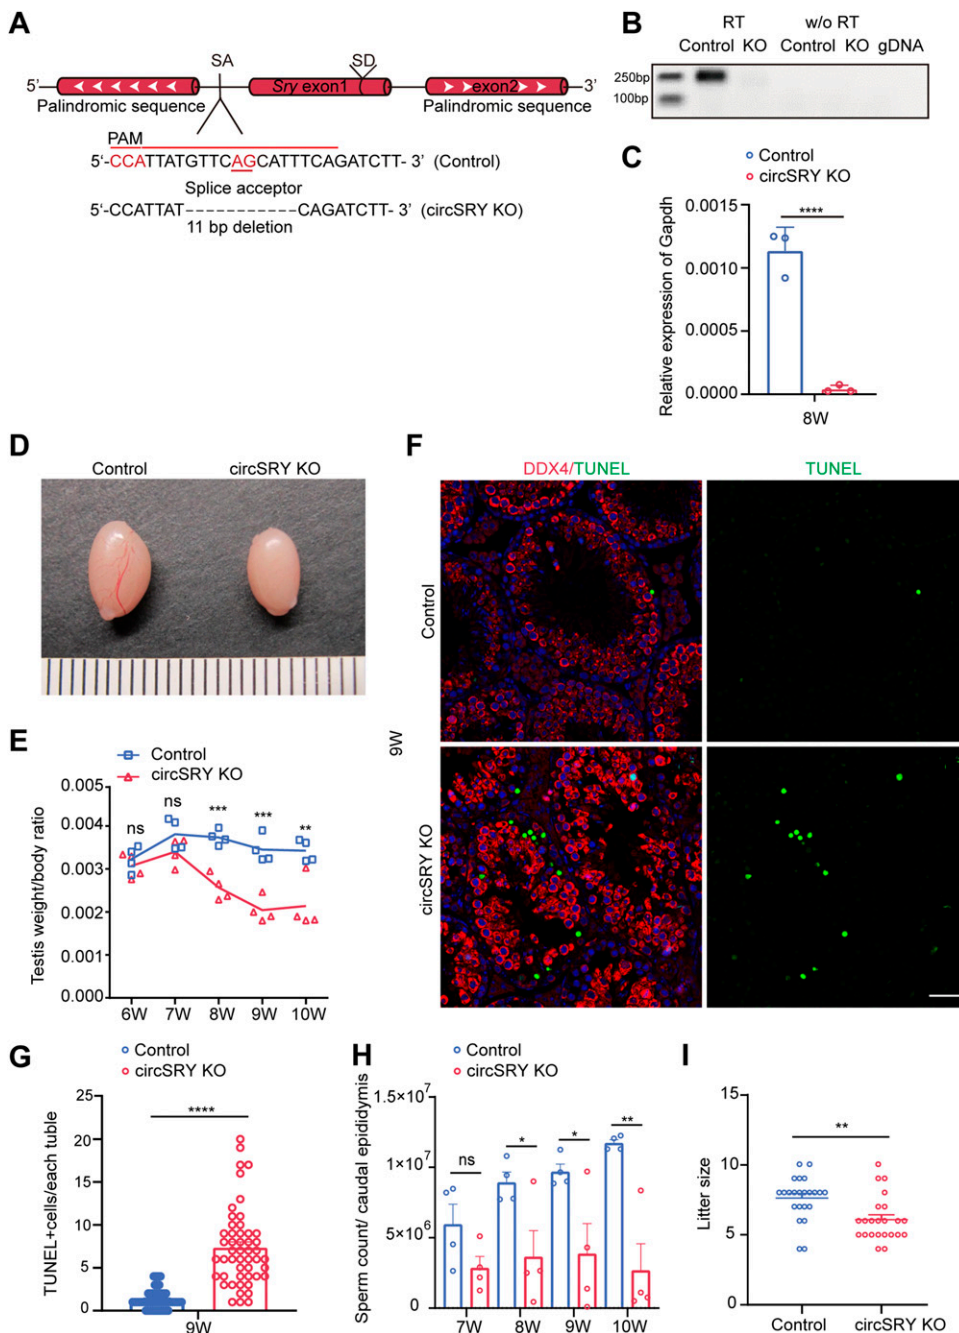 A
SA
SD
5'
Sry exon1
exon2
3'
Palindromic sequence
Palindromic sequence
PAM
5'-CCATTATGTTCAGCATTTCAGATCTT- 3' (Control)
Splice acceptor
5'-CCATTAT-----------CAGATCTT- 3' (circSRY KO)
11 bp deletion
B
RT
w/o RT
Control KO
Control KO gDNA
250bp
100bp
C
Control
circSRY KO
Relative expression of Gapdh
0.0015
0.0010
0.0005
0.0000
****
8W
D
Control
circSRY KO
E
Control
circSRY KO
Testis weight/body ratio
0.005
0.004
0.003
0.002
0.001
0.000
ns
ns
***
***
**
6W
7W
8W
9W
10W
F
DDX4/TUNEL
TUNEL
Control
9W
circSRY KO
G
Control
circSRY KO
TUNEL+cells/each tuble
25
20
15
10
5
0
****
9W
H
Control
circSRY KO
Sperm count/ caudal epididymis
1.5×10⁷
1×10⁷
5×10⁶
0
ns
*
*
**
7W
8W
9W
10W
I
Litter size
15
10
5
0
**
Control
circSRY KO